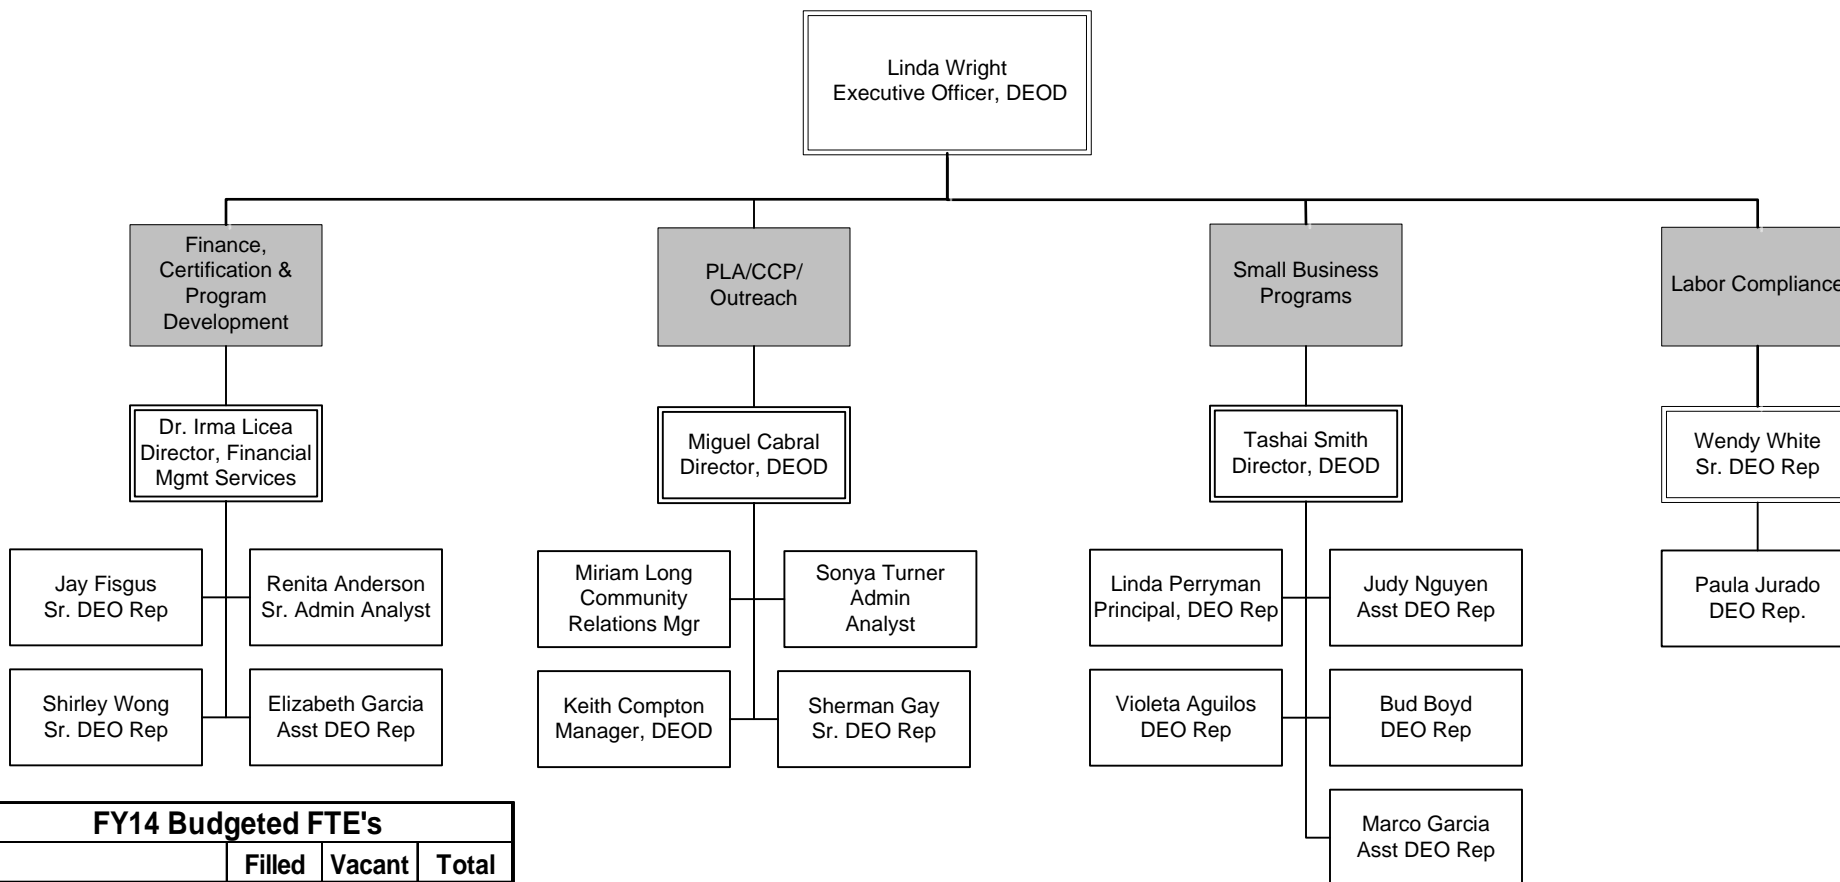 Linda Wright
Executive Officer, DEOD
Finance,
Certification &
Program
Development
PLA/CCP/
Outreach
Small Business
Programs
Labor Compliance
Dr. Irma Licea
Director, Financial
Mgmt Services
Miguel Cabral
Director, DEOD
Tashai Smith
Director, DEOD
Wendy White
Sr. DEO Rep
Jay Fisgus
Sr. DEO Rep
Renita Anderson
Sr. Admin Analyst
Miriam Long
Community
Relations Mgr
Sonya Turner
Admin
Analyst
Linda Perryman
Principal, DEO Rep
Judy Nguyen
Asst DEO Rep
Paula Jurado
DEO Rep.
Shirley Wong
Sr. DEO Rep
Elizabeth Garcia
Asst DEO Rep
Keith Compton
Manager, DEOD
Sherman Gay
Sr. DEO Rep
Violeta Aguilos
DEO Rep
Bud Boyd
DEO Rep
Marco Garcia
Asst DEO Rep
FY14 Budgeted FTE's
Filled Vacant Total